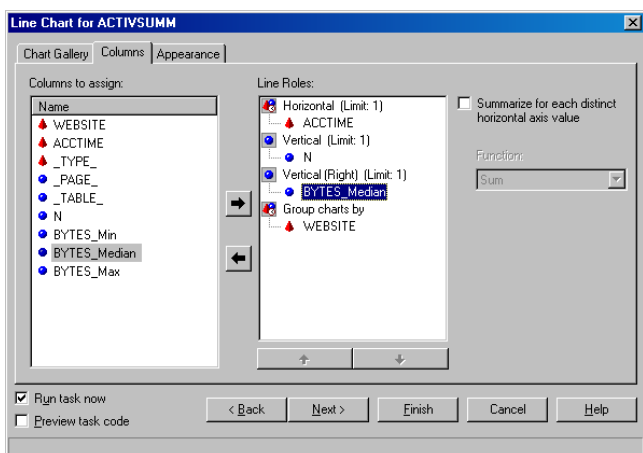 Line Chart for ACTIVSUMM
Chart Gallery Columns Appearance
Columns to assign:
Name
WEBSITE
ACCTIME
_TYPE_
_PAGE_
_TABLE_
N
BYTES_Min
BYTES_Median
BYTES_Max
Line Roles:
Horizontal (Limit: 1)
ACCTIME
Vertical (Limit: 1)
N
Vertical (Right) (Limit: 1)
BYTES_Median
Group charts by
WEBSITE
Summarize for each distinct
horizontal axis value
Function:
Sum
Run task now
Preview task code
< Back Next > Finish Cancel Help